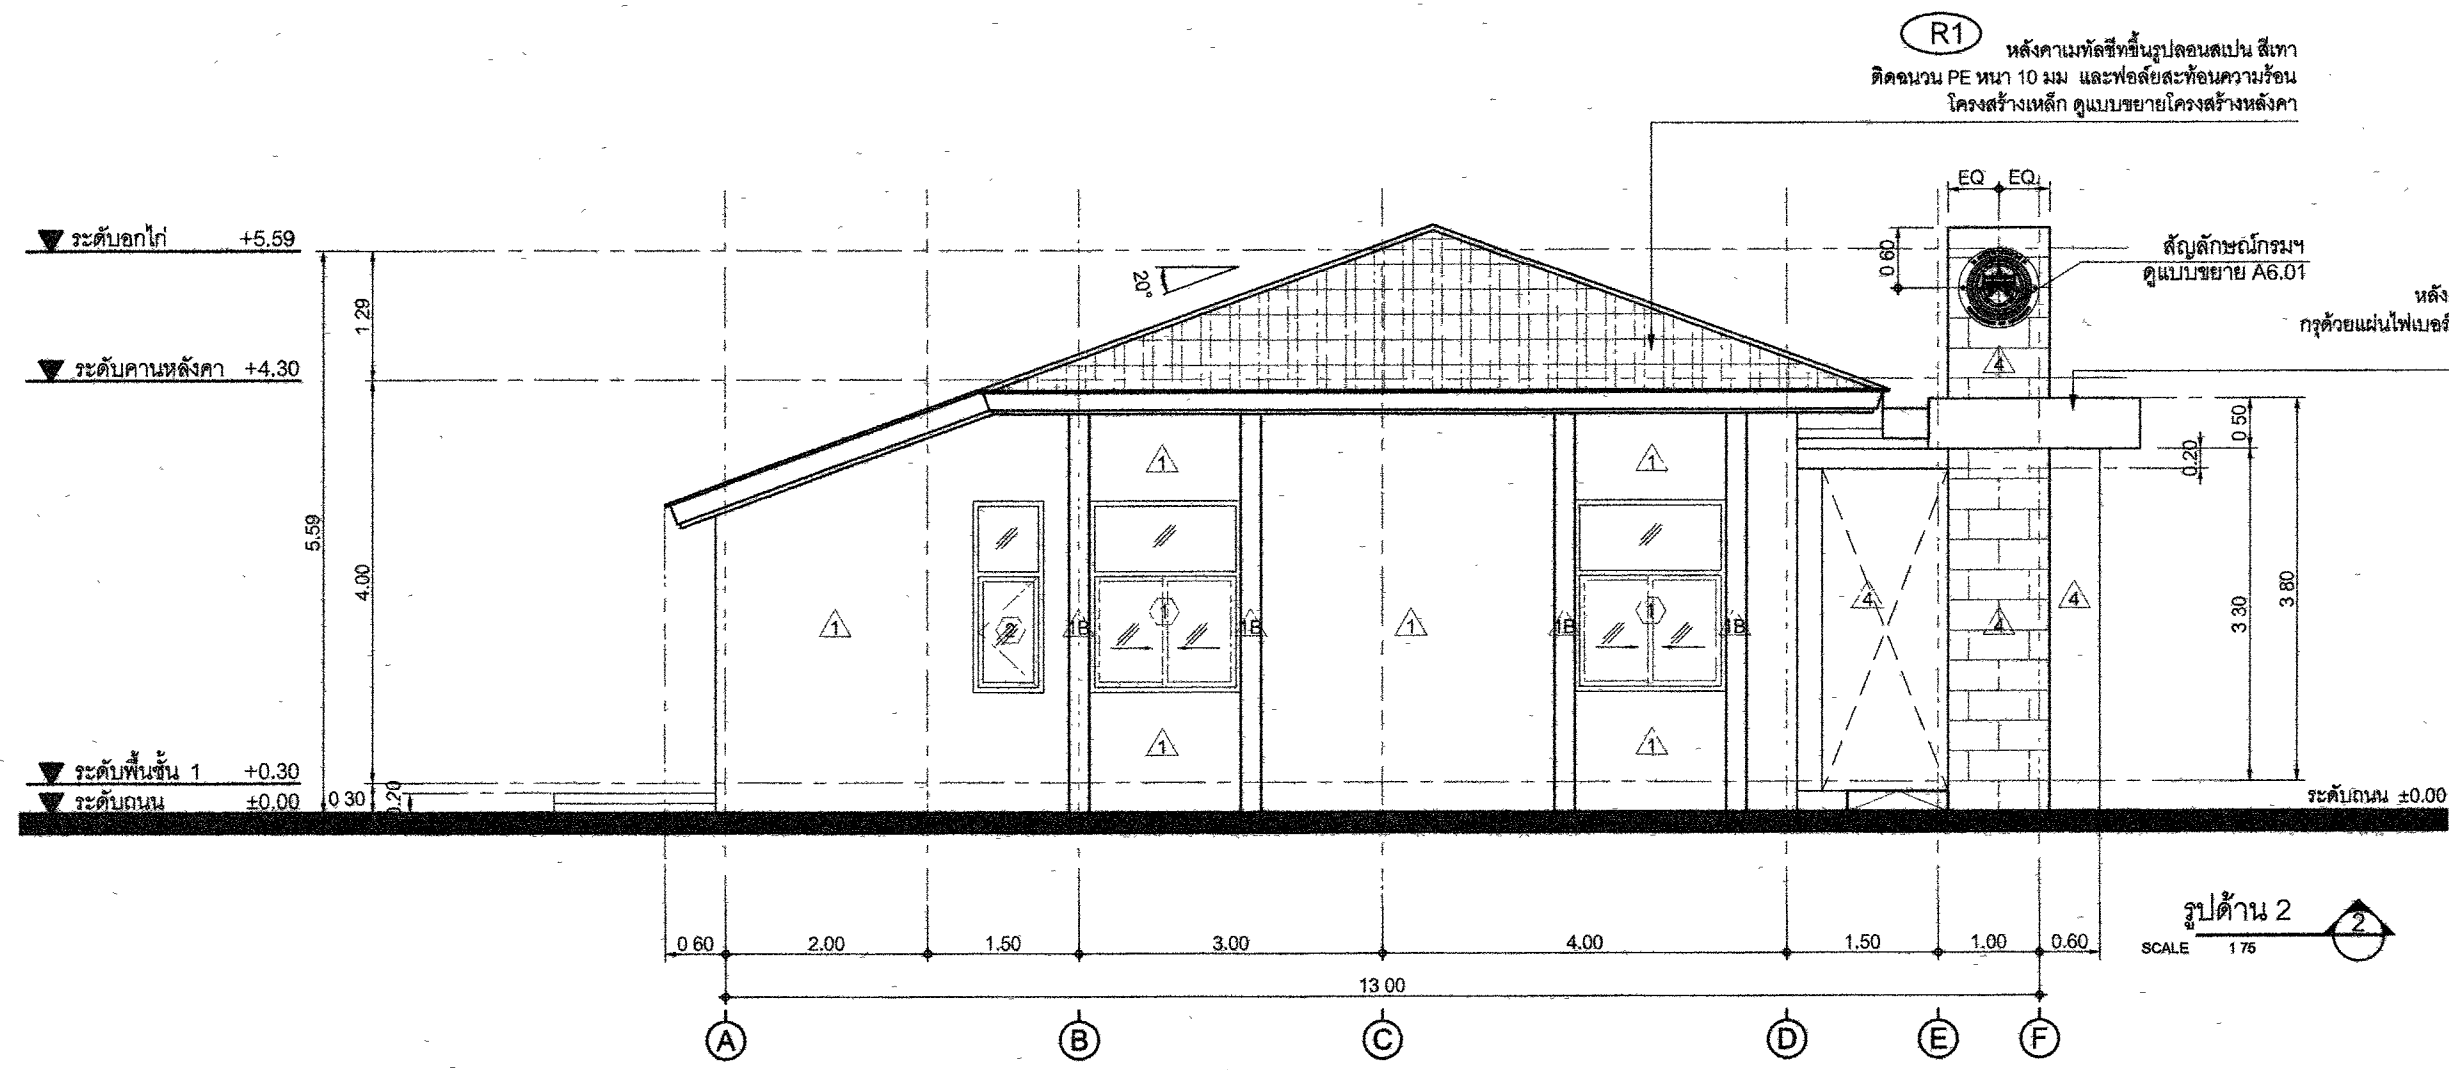 R1
หลังคาเมทัลชีทขึ้นรูปลอนสเปน สีเทา
ติดฉนวน PE หนา 10 มม และฟอล์ยสะท้อนความร้อน
โครงสร้างเหล็ก ดูแบบขยายโครงสร้างหลังคา
EQ EQ
ระดับอกไก่ +5.59
0 60
สัญลักษณ์กรมฯ
ดูแบบขยาย A6.01
20°
หลัง
กรุด้วยแผ่นไฟเบอร์
1 29
ระดับคานหลังคา +4.30
4
0 50
0.20
1 1
5.59
4.00
1 2 1B 1 1B 1 1B 1 1B 4 4 4
3 30
3 80
1 1
ระดับพื้นชั้น 1 +0.30
ระดับถนน ±0.00
0 30
0.20
ระดับถนน ±0.00
รูปด้าน 2
2
SCALE 1 75
0 60 2.00 1.50 3.00 4.00 1.50 1.00 0.60
13 00
A B C D E F